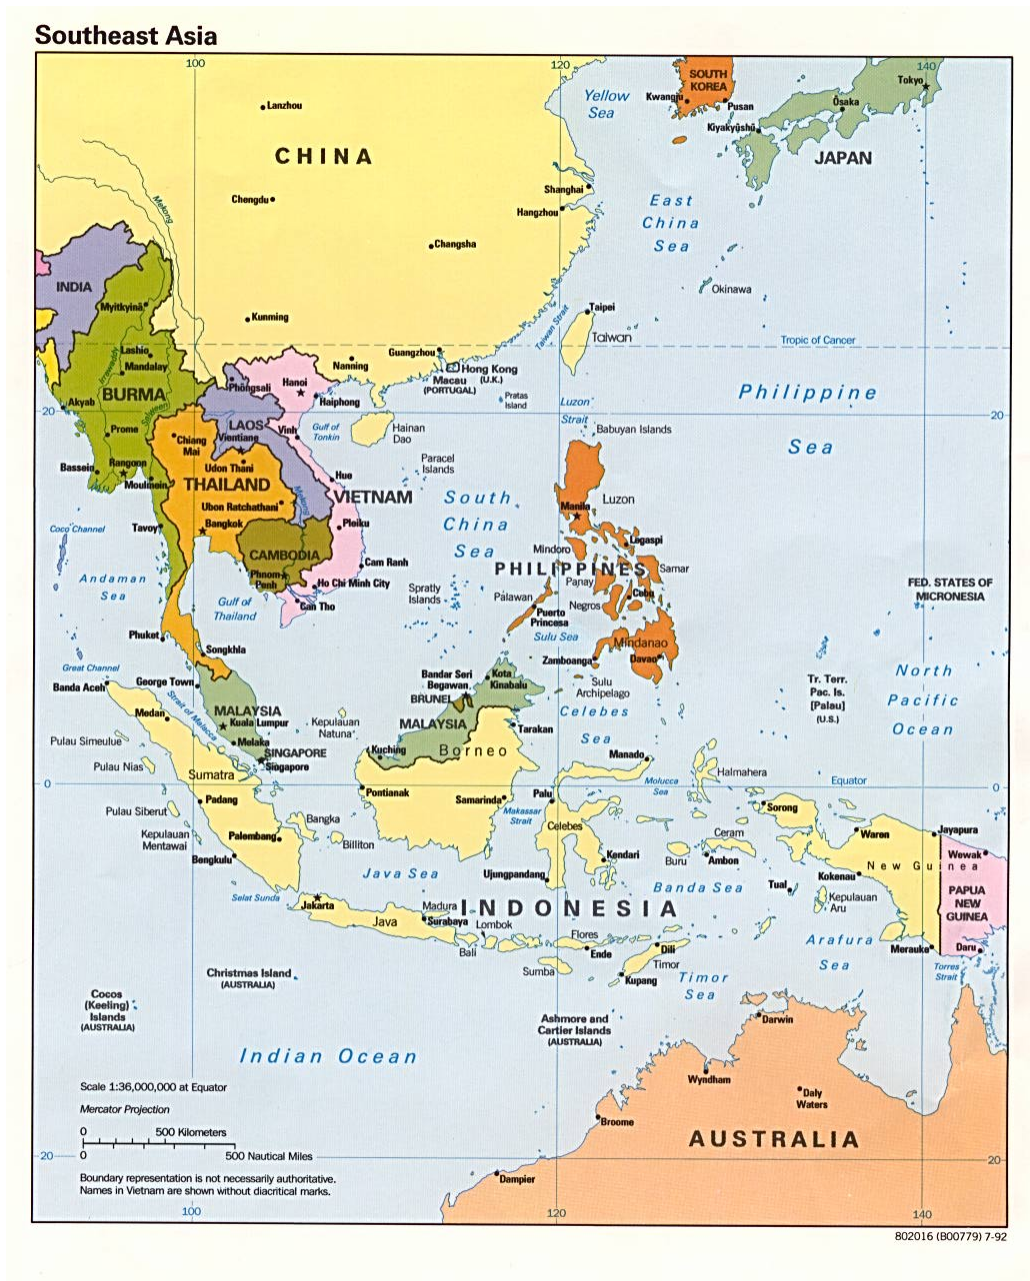 Southeast Asia
100
120
140
Lanzhou
CHINA
Yellow
Sea
SOUTH
KOREA
Kwangju
Pusan
Tokyo
Ōsaka
Kiyakyūshū
JAPAN
Mekong
Chengdu
Shanghai
Hangzhou
East
China
Sea
Changsha
INDIA
Myitkyinā
Kunming
Okinawa
Taipei
Taiwan Strait
Taiwan
Tropic of Cancer
Lashio
Mandalay
Irrawaddy
BURMA
Salween
Akyab
20
Prome
Bassein
Rangoon
Moulmein
Guangzhou
Nanning
Hong Kong
(U.K.)
Macau
(PORTUGAL)
Pratas
Island
Phôngsali
Hanoi
Haiphong
LAOS
Vientiane
Vinh
Gulf of
Tonkin
Hainan
Dao
Luzon
Strait
Babuyan Islands
Philippine
Sea
20
Chiang
Mai
Udon Thani
THAILAND
Ubon Ratchathani
Mekong
Bangkok
Hue
VIETNAM
Paracel
Islands
South
China
Sea
Luzon
Manila
Pleiku
CAMBODIA
Phnom
Penh
Cam Ranh
Ho Chi Minh City
Can Tho
Spratly
Islands
Mindoro
Legaspi
PHILIPPINES
Samar
Panay
Palawan
Negros
Cebu
Puerto
Princesa
Sulu Sea
Mindanao
Zamboanga
Davao
Sulu
Archipelago
FED. STATES OF
MICRONESIA
Coco Channel
Tavoy
Andaman
Sea
Gulf of
Thailand
Phuket
Songkhla
Great Channel
Banda Aceh
George Town
Medan
Strait of Malacca
MALAYSIA
Kuala Lumpur
Melaka
SINGAPORE
Singapore
Kepulauan
Natuna
Bandar Seri
Begawan
BRUNEI
Kota
Kinabalu
MALAYSIA
Kuching
Borneo
Tarakan
Celebes
Sea
Manado
Tr. Terr.
Pac. Is.
[Palau]
(U.S.)
North
Pacific
Ocean
Pulau Simeulue
Pulau Nias
Sumatra
0
Padang
Pulau Siberut
Kepulauan
Mentawai
Palembang
Bengkulu
Bangka
Billiton
Pontianak
Samarinda
Palu
Makassar
Strait
Celebes
Molucca
Sea
Halmahera
Equator
0
Sorong
Kendari
Ujungpandang
Java Sea
Buru
Ceram
Ambon
Banda Sea
Waren
Jayapura
New Guinea
Wewak
Kokenau
Tual
Kepulauan
Aru
PAPUA
NEW
GUINEA
Selat Sunda
Jakarta
Java
Madura
Surabaya
INDONESIA
Lombok
Bali
Flores
Ende
Sumba
Dili
Timor
Kupang
Timor
Sea
Arafura
Sea
Merauke
Daru
Torres
Strait
Christmas Island
(AUSTRALIA)
Cocos
(Keeling)
Islands
(AUSTRALIA)
Indian Ocean
Ashmore and
Cartier Islands
(AUSTRALIA)
Darwin
Wyndham
Daly
Waters
Broome
AUSTRALIA
Dampier
Scale 1:36,000,000 at Equator
Mercator Projection
0 500 Kilometers
0 500 Nautical Miles
20
20
Boundary representation is not necessarily authoritative.
Names in Vietnam are shown without diacritical marks.
100
120
140
802016 (B00779) 7-92